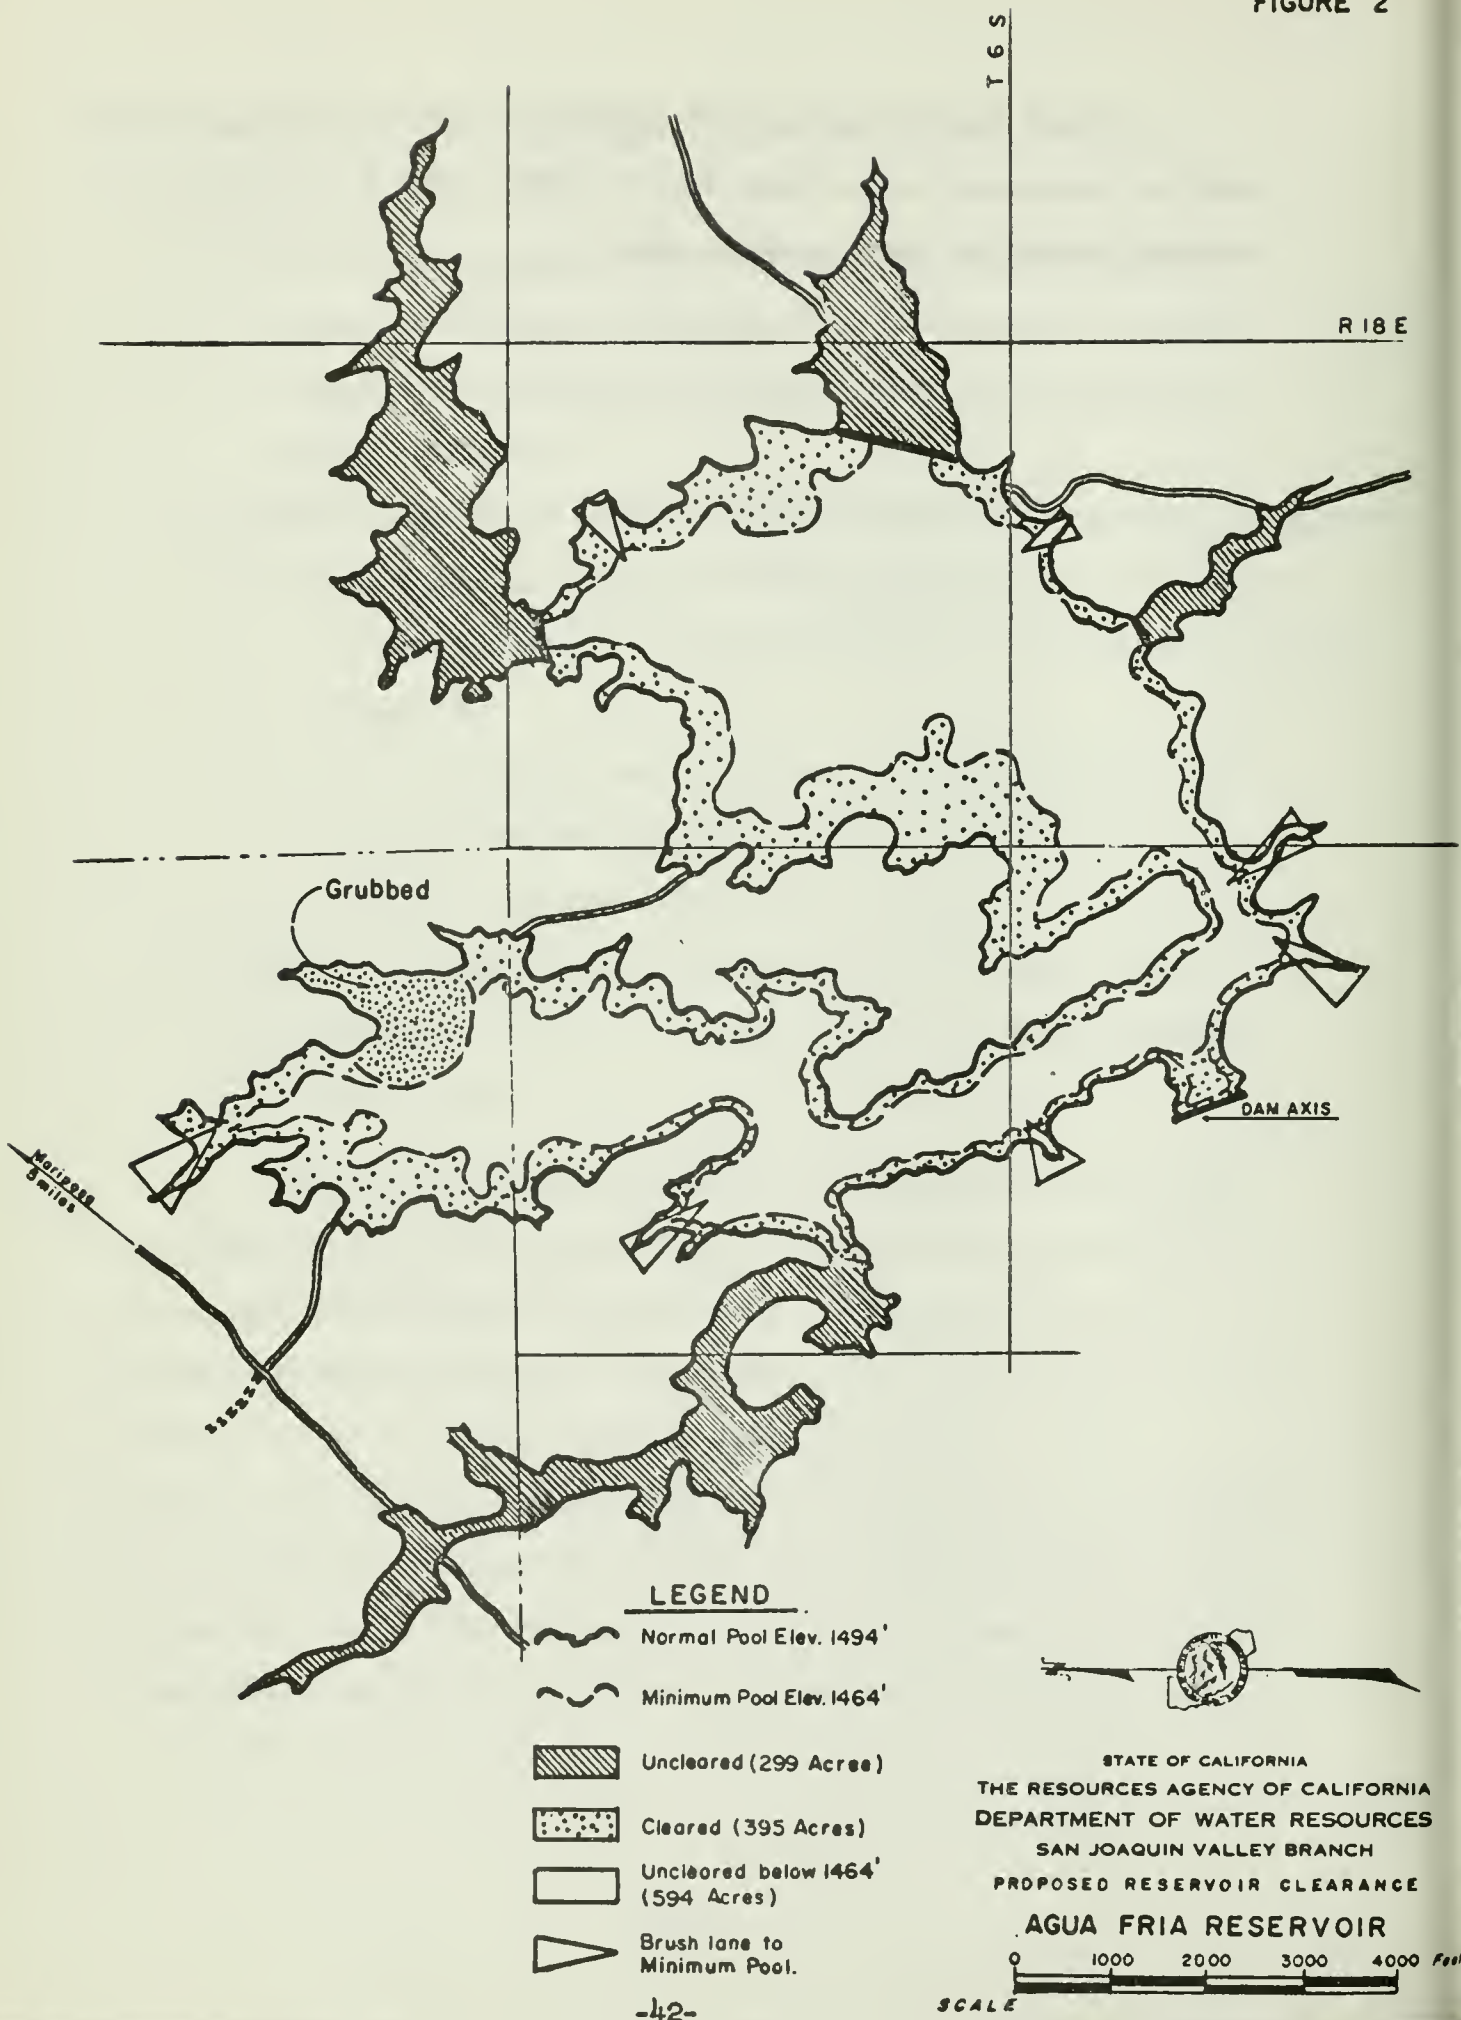 FIGURE 2
T 6 S
R 18 E
Grubbed
DAM AXIS
Mariposa
5 miles
LEGEND
Normal Pool Elev. 1494'
Minimum Pool Elev. 1464'
Uncleared (299 Acres)
Cleared (395 Acres)
Uncleared below 1464'
(594 Acres)
Brush lane to
Minimum Pool.
STATE OF CALIFORNIA
THE RESOURCES AGENCY OF CALIFORNIA
DEPARTMENT OF WATER RESOURCES
SAN JOAQUIN VALLEY BRANCH
PROPOSED RESERVOIR CLEARANCE
AGUA FRIA RESERVOIR
0 1000 2000 3000 4000 Feet
SCALE
-42-